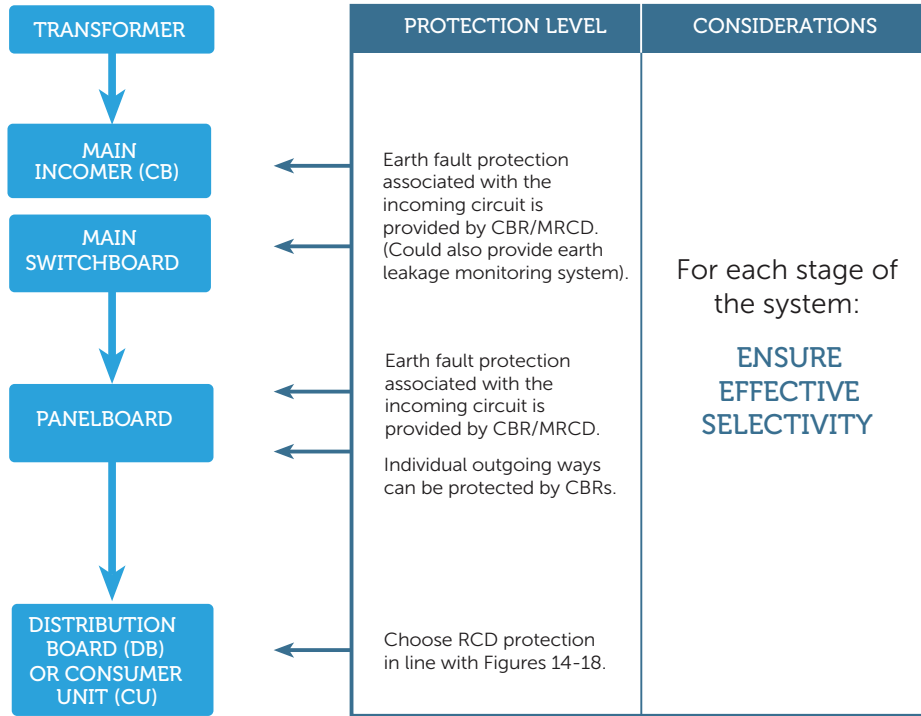 TRANSFORMER
MAIN
INCOMER (CB)
MAIN
SWITCHBOARD
PANELBOARD
DISTRIBUTION
BOARD (DB)
OR CONSUMER
UNIT (CU)
PROTECTION LEVEL
Earth fault protection
associated with the
incoming circuit is
provided by CBR/MRCD.
(Could also provide earth
leakage monitoring system).
Earth fault protection
associated with the
incoming circuit is
provided by CBR/MRCD.
Individual outgoing ways
can be protected by CBRs.
Choose RCD protection
in line with Figures 14-18.
CONSIDERATIONS
For each stage of
the system:
ENSURE
EFFECTIVE
SELECTIVITY